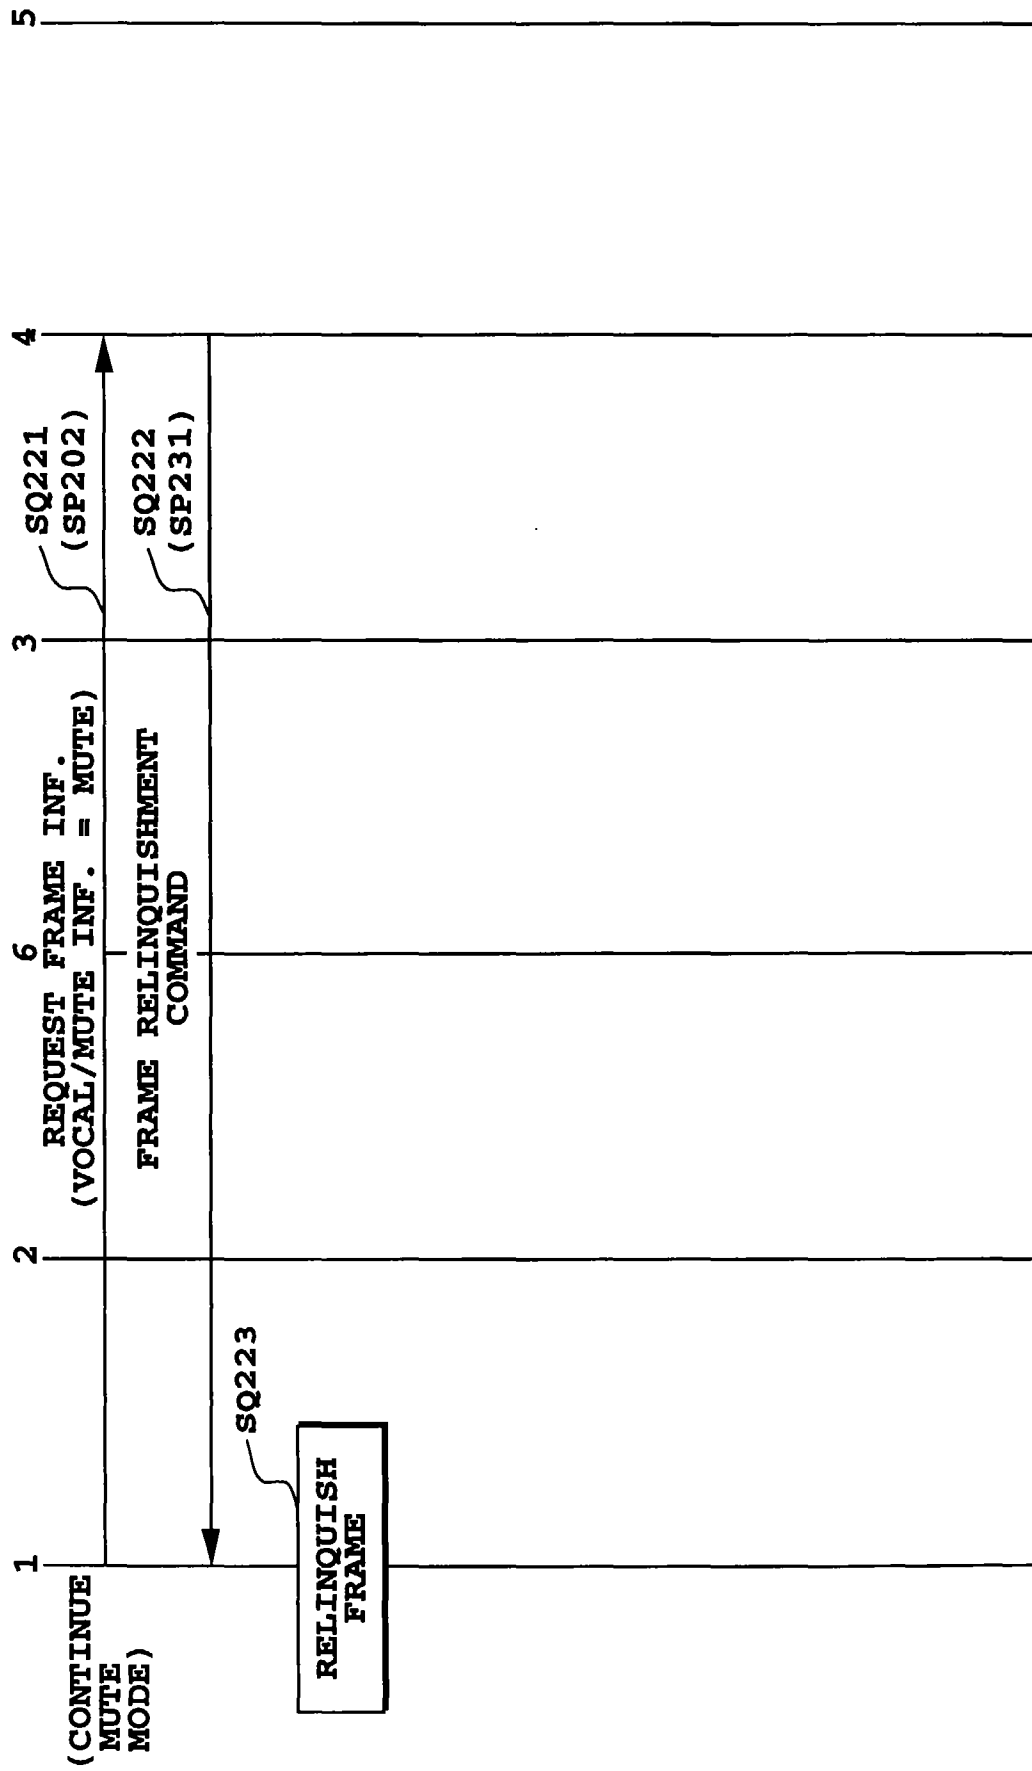 1
2
6
3
4
5
(CONTINUE
MUTE
MODE)
REQUEST FRAME INF.
(VOCAL/MUTE INF. = MUTE)
SQ221
(SP202)
FRAME RELINQUISHMENT
COMMAND
SQ222
(SP231)
SQ223
RELINQUISH
FRAME